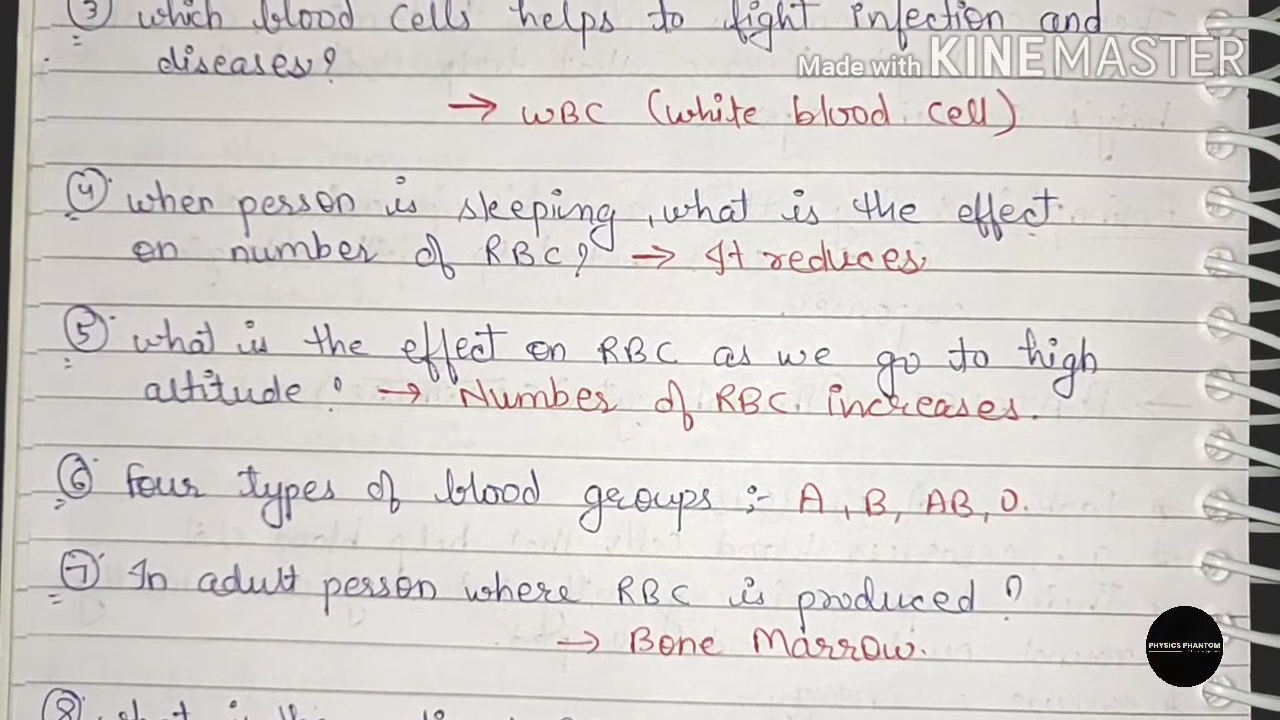 ③ which blood cells helps to fight infection and
diseases?
Made with KINEMASTER
→ WBC (white blood cell)
④ when person is sleeping, what is the effect
on number of RBC? → It reduces
⑤ what is the effect on RBC as we go to high
altitude? → Number of RBC increases.
⑥ Four types of blood groups :- A, B, AB, O.
⑦ In adult person where RBC is produced?
→ Bone Marrow.
PHYSICS PHANTOM
⑧